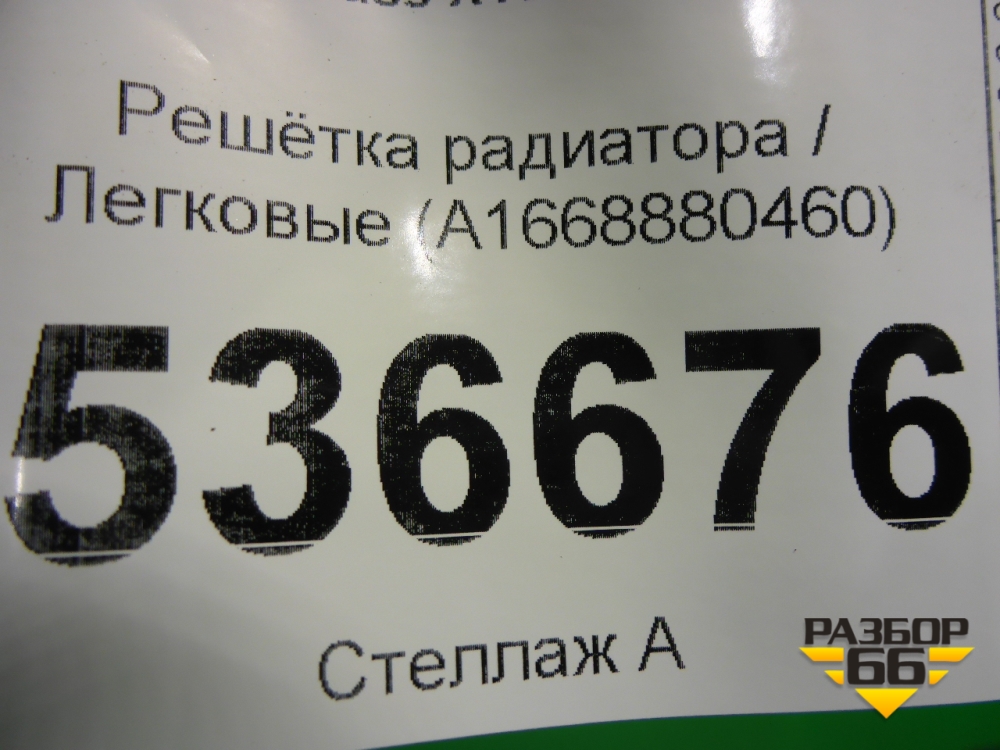 Решётка радиатора /
Легковые (A1668880460)
536676
Стеллаж А
РАЗБОР
66